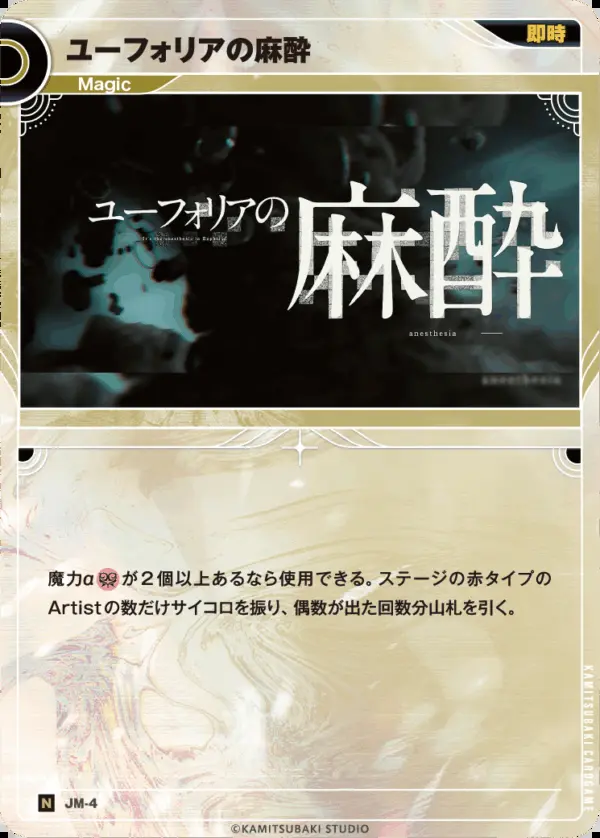 ユーフォリアの麻酔
即時
Magic
ユーフォリアの
麻酔
anesthesia
魔力αが2個以上あるなら使用できる。ステージの赤タイプの
Artistの数だけサイコロを振り、偶数が出た回数分山札を引く。
KAMITSUBAKI CARDGAME
N JM-4
©KAMITSUBAKI STUDIO